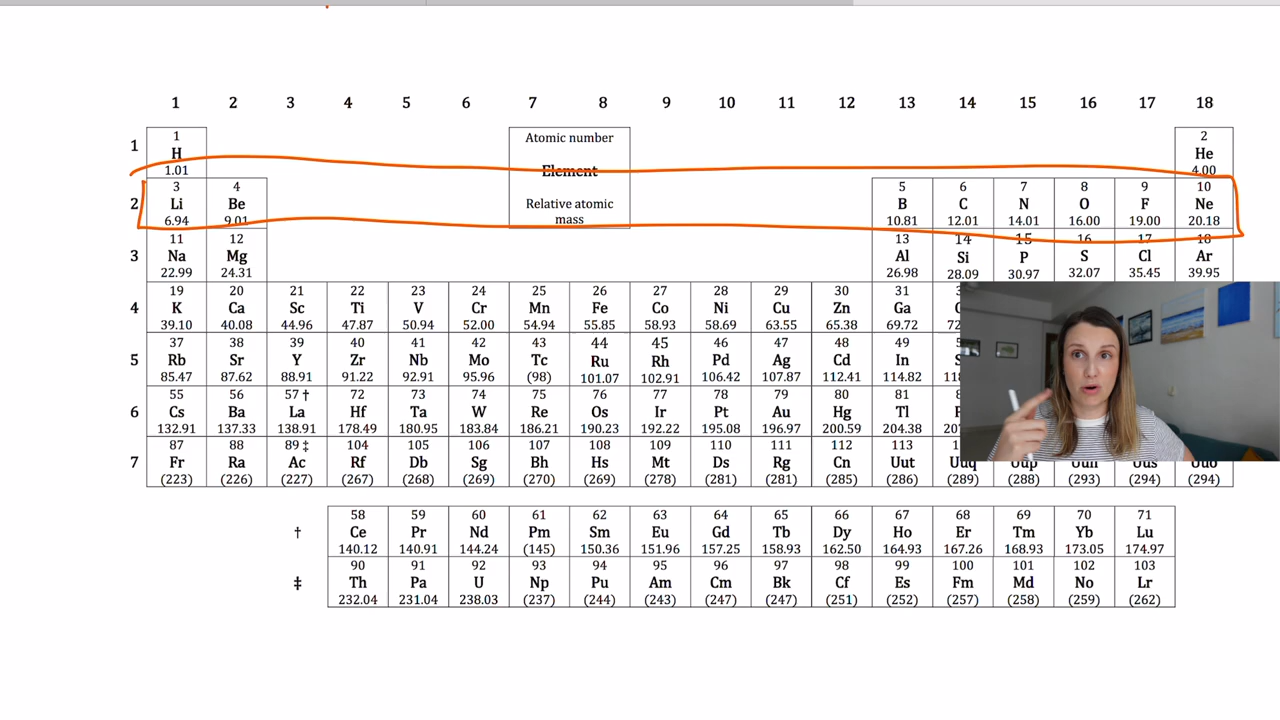 1 2 3 4 5 6 7 8 9 10 11 12 13 14 15 16 17 18
1 1 Atomic number 2
H Element He
1.01 4.00
2 3 4 5 6 7 8 9 10
Li Be Relative atomic B C N O F Ne
6.94 9.01 mass 10.81 12.01 14.01 16.00 19.00 20.18
3 11 12 13 14 15 16 17 18
Na Mg Al Si P S Cl Ar
22.99 24.31 26.98 28.09 30.97 32.07 35.45 39.95
4 19 20 21 22 23 24 25 26 27 28 29 30 31
K Ca Sc Ti V Cr Mn Fe Co Ni Cu Zn Ga
39.10 40.08 44.96 47.87 50.94 52.00 54.94 55.85 58.93 58.69 63.55 65.38 69.72
5 37 38 39 40 41 42 43 44 45 46 47 48 49
Rb Sr Y Zr Nb Mo Tc Ru Rh Pd Ag Cd In
85.47 87.62 88.91 91.22 92.91 95.96 (98) 101.07 102.91 106.42 107.87 112.41 114.82
6 55 56 57 † 72 73 74 75 76 77 78 79 80 81
Cs Ba La Hf Ta W Re Os Ir Pt Au Hg Tl
132.91 137.33 138.91 178.49 180.95 183.84 186.21 190.23 192.22 195.08 196.97 200.59 204.38
7 87 88 89 ‡ 104 105 106 107 108 109 110 111 112 113
Fr Ra Ac Rf Db Sg Bh Hs Mt Ds Rg Cn Uut
(223) (226) (227) (267) (268) (269) (270) (269) (278) (281) (281) (285) (286) (289) (288) (293) (294) (294)
† 58 59 60 61 62 63 64 65 66 67 68 69 70 71
Ce Pr Nd Pm Sm Eu Gd Tb Dy Ho Er Tm Yb Lu
140.12 140.91 144.24 (145) 150.36 151.96 157.25 158.93 162.50 164.93 167.26 168.93 173.05 174.97
‡ 90 91 92 93 94 95 96 97 98 99 100 101 102 103
Th Pa U Np Pu Am Cm Bk Cf Es Fm Md No Lr
232.04 231.04 238.03 (237) (244) (243) (247) (247) (251) (252) (257) (258) (259) (262)